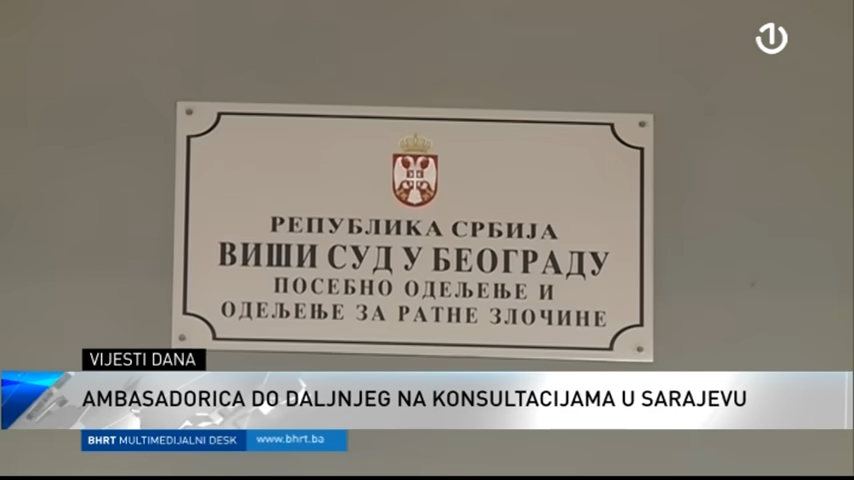 РЕПУБЛИКА СРБИЈА
ВИШИ СУД У БЕОГРАДУ
ПОСЕБНО ОДЕЉЕЊЕ И
ОДЕЉЕЊЕ ЗА РАТНЕ ЗЛОЧИНЕ
VIJESTI DANA
AMBASADORICA DO DALJNJEG NA KONSULTACIJAMA U SARAJEVU
BHRT MULTIMEDIJALNI DESK www.bhrt.ba